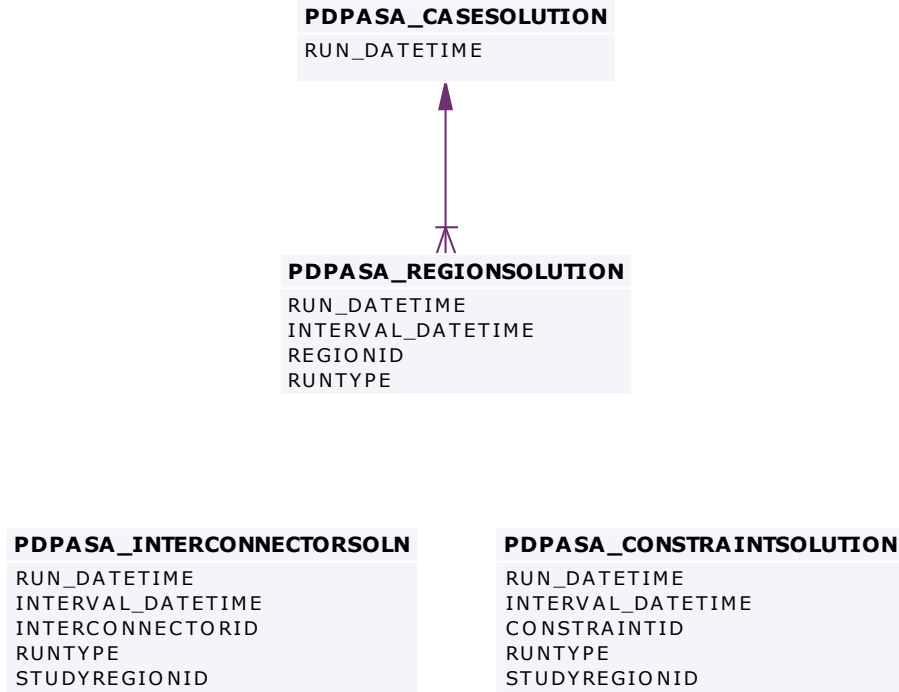 PDPASA_CASESOLUTION
RUN_DATETIME
PDPASA_REGIONSOLUTION
RUN_DATETIME
INTERVAL_DATETIME
REGIONID
RUNTYPE
PDPASA_INTERCONNECTORSOLN
RUN_DATETIME
INTERVAL_DATETIME
INTERCONNECTORID
RUNTYPE
STUDYREGIONID
PDPASA_CONSTRAINTSOLUTION
RUN_DATETIME
INTERVAL_DATETIME
CONSTRAINTID
RUNTYPE
STUDYREGIONID